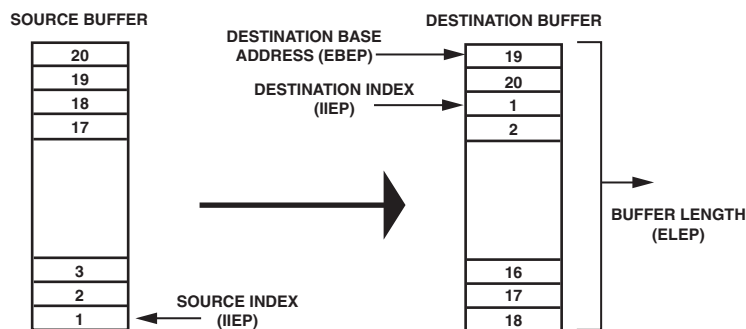 SOURCE BUFFER
20
19
18
17
3
2
1
SOURCE INDEX
(IIEP)
DESTINATION BUFFER
DESTINATION BASE
ADDRESS (EBEP)
DESTINATION INDEX
(IIEP)
19
20
1
2
16
17
18
BUFFER LENGTH
(ELEP)